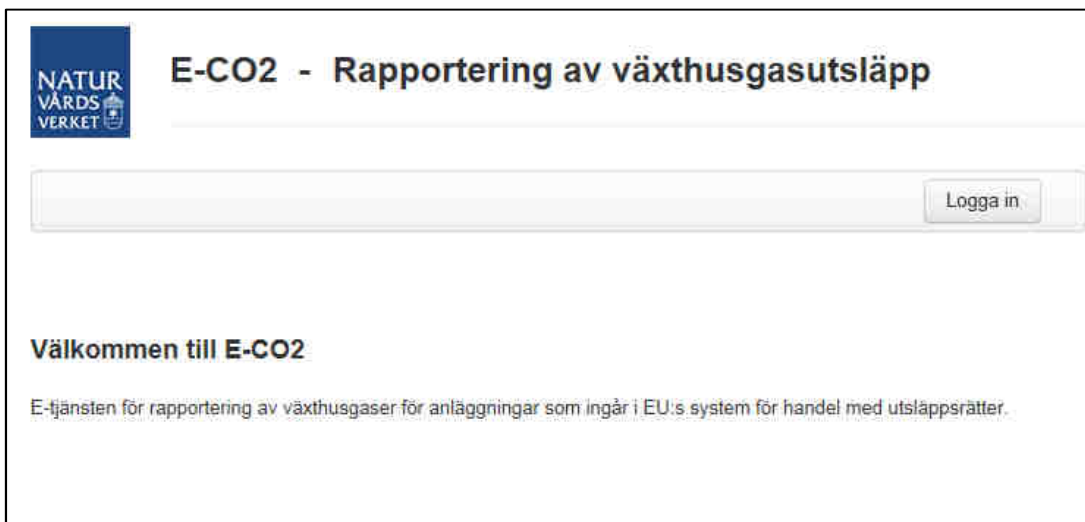 NATUR
VÅRDS
VERKET
E-CO2 - Rapportering av växthusgasutsläpp
Logga in
Välkommen till E-CO2
E-tjänsten för rapportering av växthusgaser för anläggningar som ingår i EU:s system för handel med utsläppsrätter.